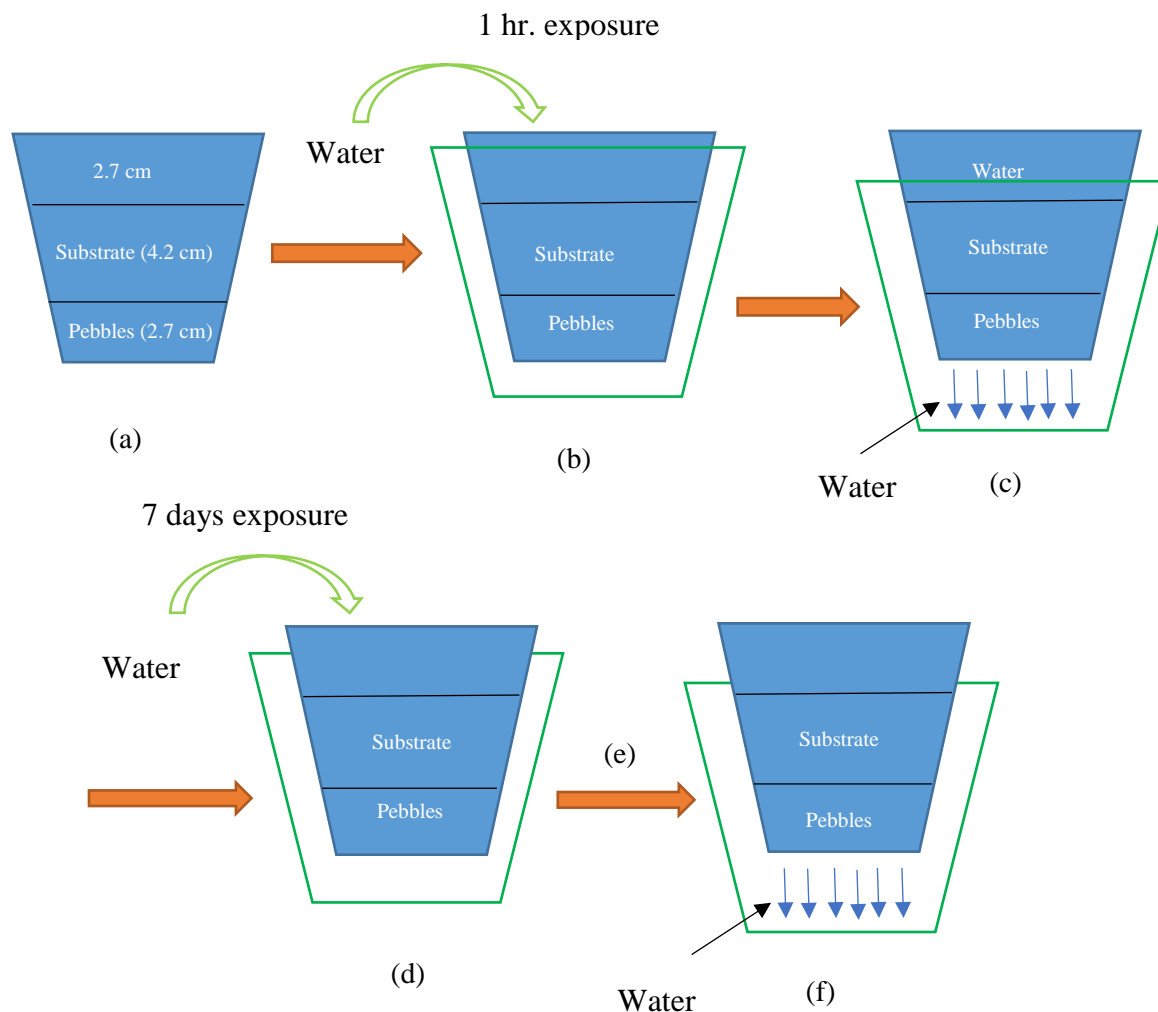 1 hr. exposure
Water
2.7 cm
Substrate (4.2 cm)
Pebbles (2.7 cm)
(a)
Substrate
Pebbles
(b)
Water
Substrate
Pebbles
Water
(c)
7 days exposure
Water
Substrate
Pebbles
(d)
(e)
Substrate
Pebbles
Water
(f)